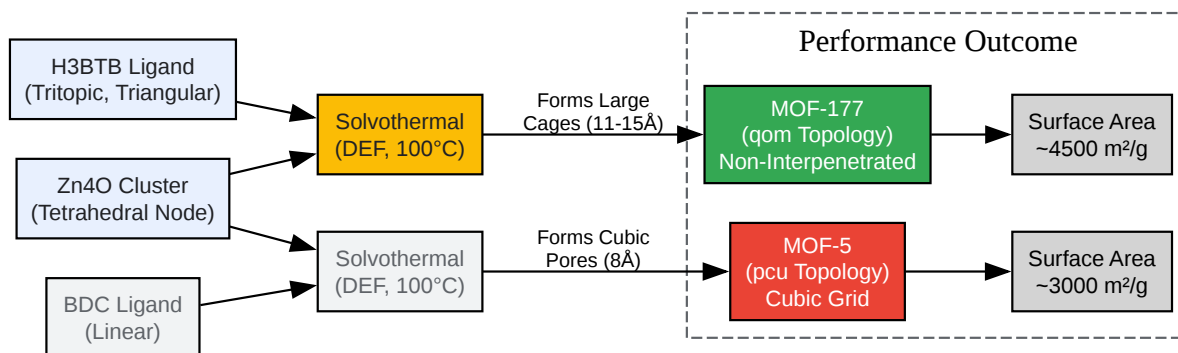 H3BTB Ligand
(Tritopic, Triangular)
Zn4O Cluster
(Tetrahedral Node)
BDC Ligand
(Linear)
Solvothermal
(DEF, 100°C)
Solvothermal
(DEF, 100°C)
Forms Large
Cages (11-15Å)
Forms Cubic
Pores (8Å)
Performance Outcome
MOF-177
(qom Topology)
Non-Interpenetrated
Surface Area
~4500 m²/g
MOF-5
(pcu Topology)
Cubic Grid
Surface Area
~3000 m²/g